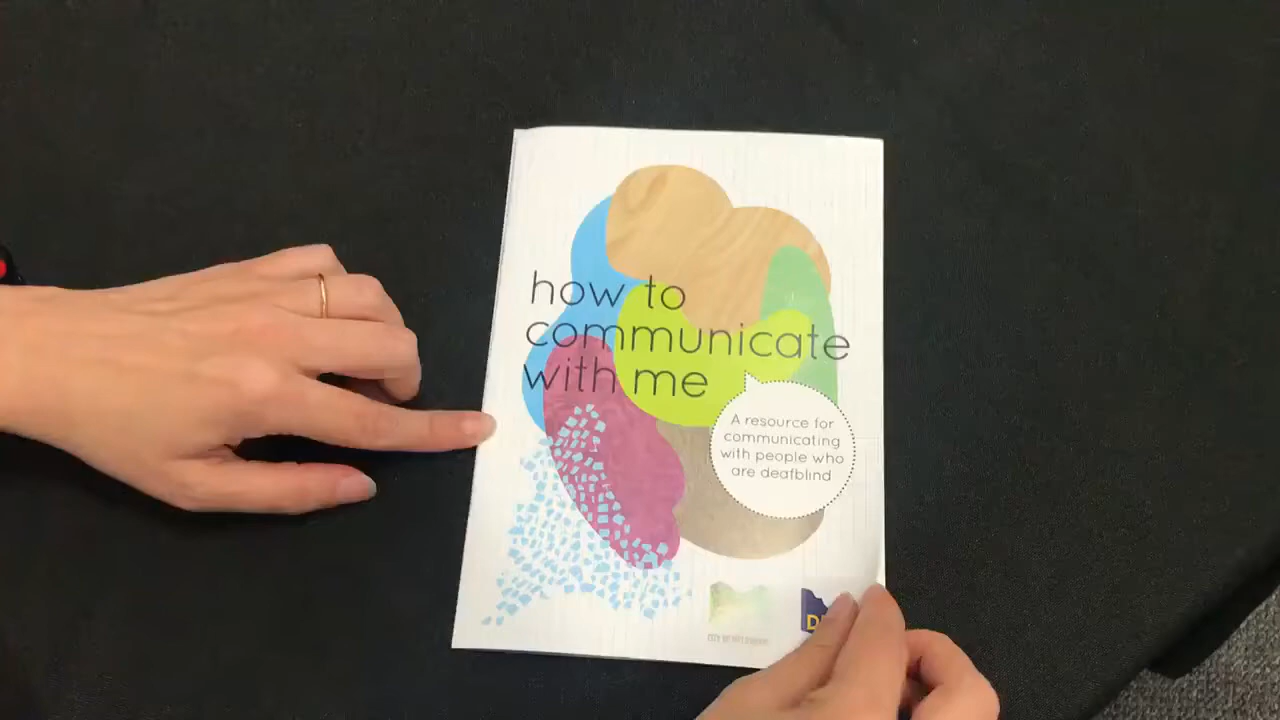 how to
communicate
with me
A resource for
communicating
with people who
are deafblind